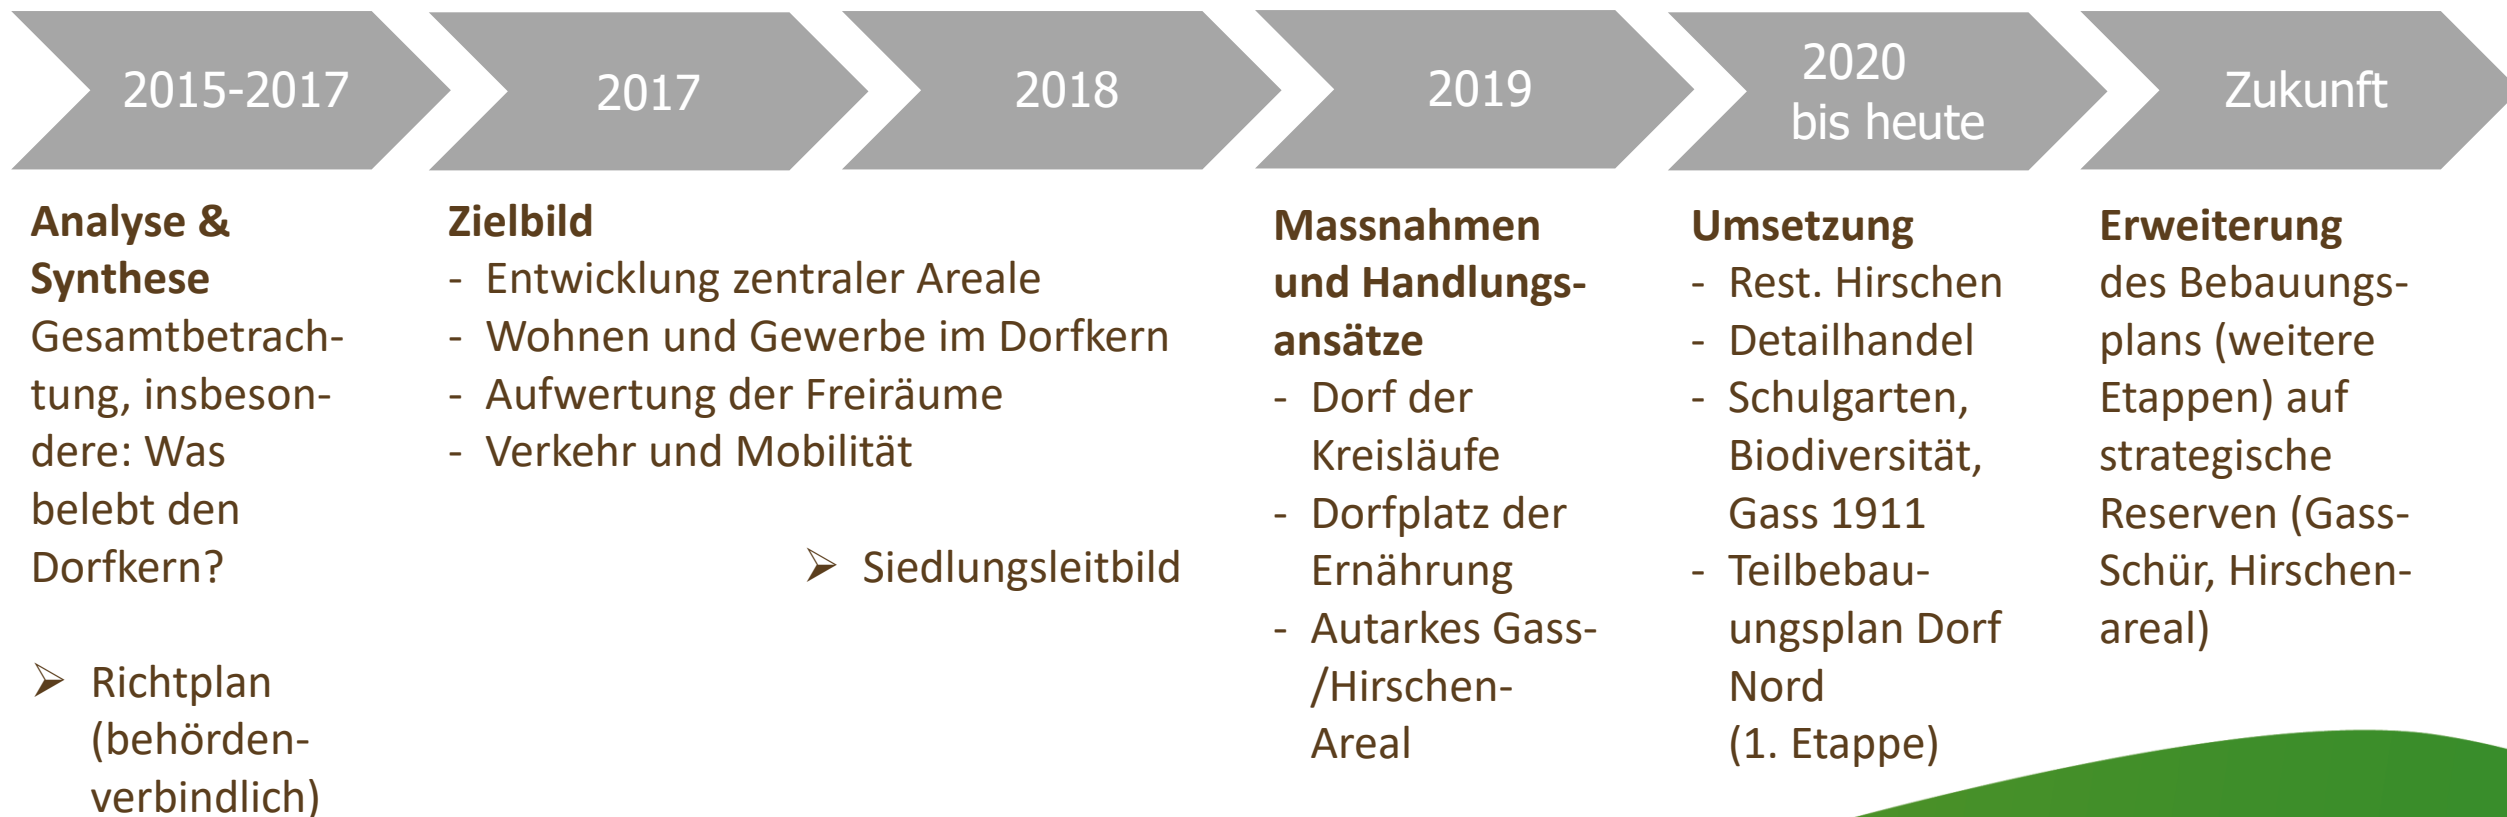 2015-2017
2017
2018
2019
2020
bis heute
Zukunft
Analyse &
Synthese
Gesamtbetrach-
tung, insbeson-
dere: Was
belebt den
Dorfkern?
➢ Richtplan
(behörden-
verbindlich)
Zielbild
- Entwicklung zentraler Areale
- Wohnen und Gewerbe im Dorfkern
- Aufwertung der Freiräume
- Verkehr und Mobilität
➢ Siedlungsleitbild
Massnahmen
und Handlungs-
ansätze
- Dorf der
Kreisläufe
- Dorfplatz der
Ernährung
- Autarkes Gass-
/Hirschen-
Areal
Umsetzung
- Rest. Hirschen
- Detailhandel
- Schulgarten,
Biodiversität,
Gass 1911
- Teilbebau-
ungsplan Dorf
Nord
(1. Etappe)
Erweiterung
des Bebauungs-
plans (weitere
Etappen) auf
strategische
Reserven (Gass-
Schür, Hirschen-
areal)